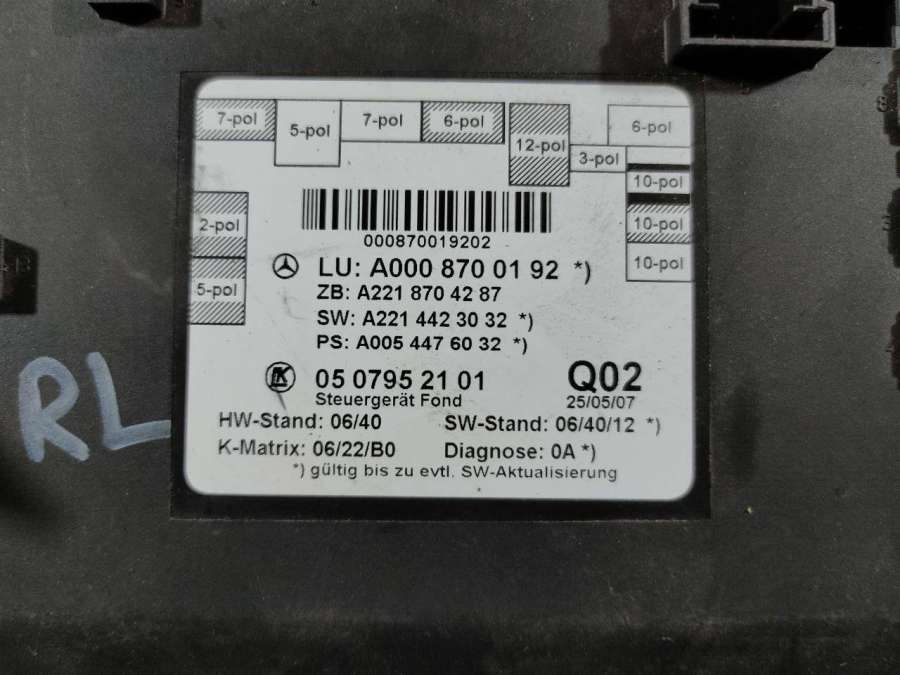 7-pol
5-pol
7-pol
6-pol
12-pol
3-pol
6-pol
10-pol
10-pol
10-pol
2-pol
5-pol
000870019202
LU: A000 870 01 92 *)
ZB: A221 870 42 87
SW: A221 442 30 32 *)
PS: A005 447 60 32 *)
LK 05 0795 21 01 Q02
Steuergerät Fond 25/05/07
HW-Stand: 06/40 SW-Stand: 06/40/12 *)
K-Matrix: 06/22/B0 Diagnose: 0A *)
*) gültig bis zu evtl. SW-Aktualisierung
RL